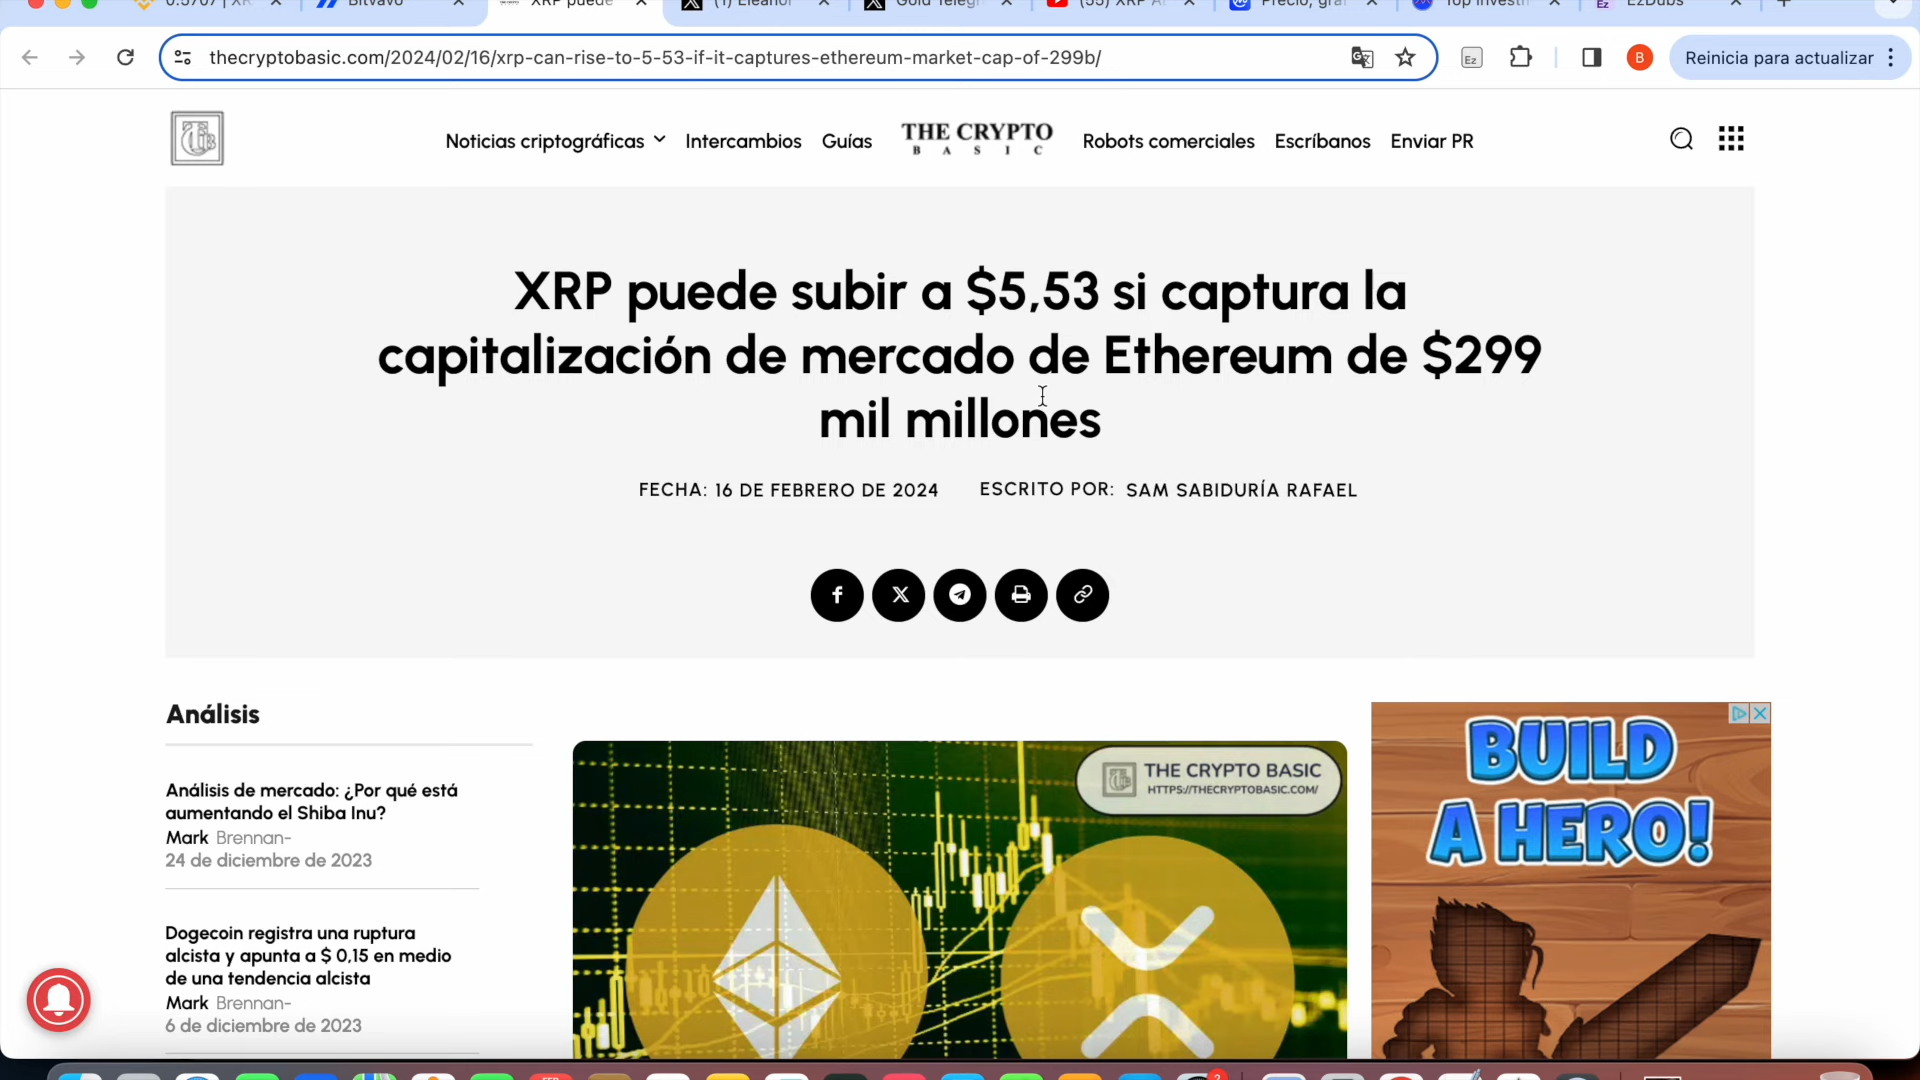 0.5707 | XR
Bitvavo
XRP puede
(1) Eleanor
Gold Telegr
(55) XRP A
Precio, grá
Top Investm
EzDubs
thecryptobasic.com/2024/02/16/xrp-can-rise-to-5-53-if-it-captures-ethereum-market-cap-of-299b/
Ez
B
Reinicia para actualizar
Noticias criptográficas
Intercambios
Guías
THE CRYPTO
BASIC
Robots comerciales
Escríbanos
Enviar PR
XRP puede subir a $5,53 si captura la
capitalización de mercado de Ethereum de $299
mil millones
FECHA: 16 DE FEBRERO DE 2024
ESCRITO POR: SAM SABIDURÍA RAFAEL
Análisis
Análisis de mercado: ¿Por qué está
aumentando el Shiba Inu?
Mark Brennan-
24 de diciembre de 2023
Dogecoin registra una ruptura
alcista y apunta a $ 0,15 en medio
de una tendencia alcista
Mark Brennan-
6 de diciembre de 2023
THE CRYPTO BASIC
HTTPS://THECRYPTOBASIC.COM/
BUILD
A HERO!